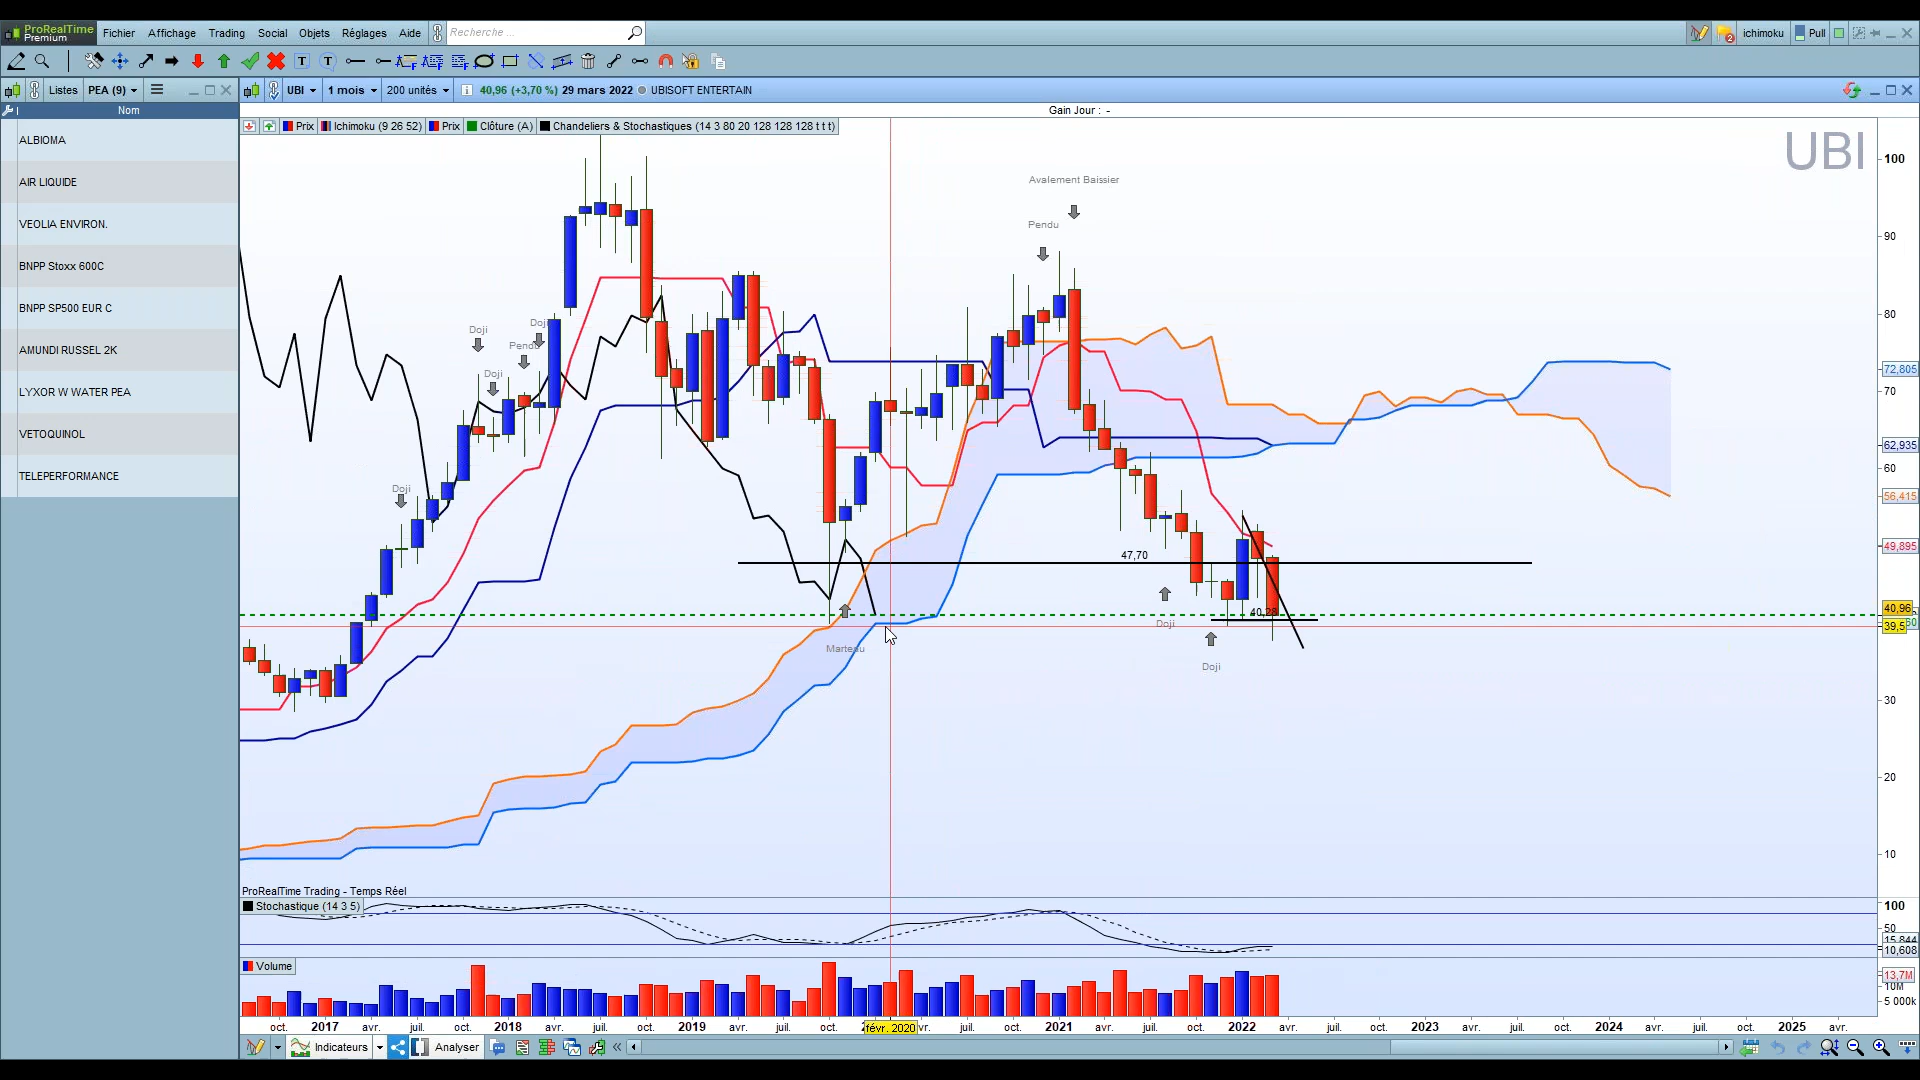 ProRealTime
Premium
Fichier Affichage Trading Social Objets Réglages Aide Recherche ... ichimoku Pull
Listes PEA (9) UBI 1 mois 200 unités 40,96 (+3,70 %) 29 mars 2022 UBISOFT ENTERTAIN
Nom
ALBIOMA
AIR LIQUIDE
VEOLIA ENVIRON.
BNPP Stoxx 600C
BNPP SP500 EUR C
AMUNDI RUSSEL 2K
LYXOR W WATER PEA
VETOQUINOL
TELEPERFORMANCE
Gain Jour : -
Prix Ichimoku (9 26 52) Prix Clôture (A) Chandeliers & Stochastiques (14 3 80 20 128 128 128 t t t)
UBI
100
Avalement Baissier
Pendu
90
80
Doji
Doji
Pendu
72,805
Doji
70
62,935
60
Doji
56,415
49,895
47,70
40,28
40,96
39,5
Doji
Marteau
Doji
30
20
10
ProRealTime Trading - Temps Réel
Stochastique (14 3 5)
100
50
15,844
10,608
Volume
13,7M
10M
5 000k
oct. 2017 avr. juil. oct. 2018 avr. juil. oct. 2019 avr. juil. oct. févr. 2020 juil. oct. 2021 avr. juil. oct. 2022 avr. juil. oct. 2023 avr. juil. oct. 2024 avr. juil. oct. 2025 avr.
Indicateurs Analyser